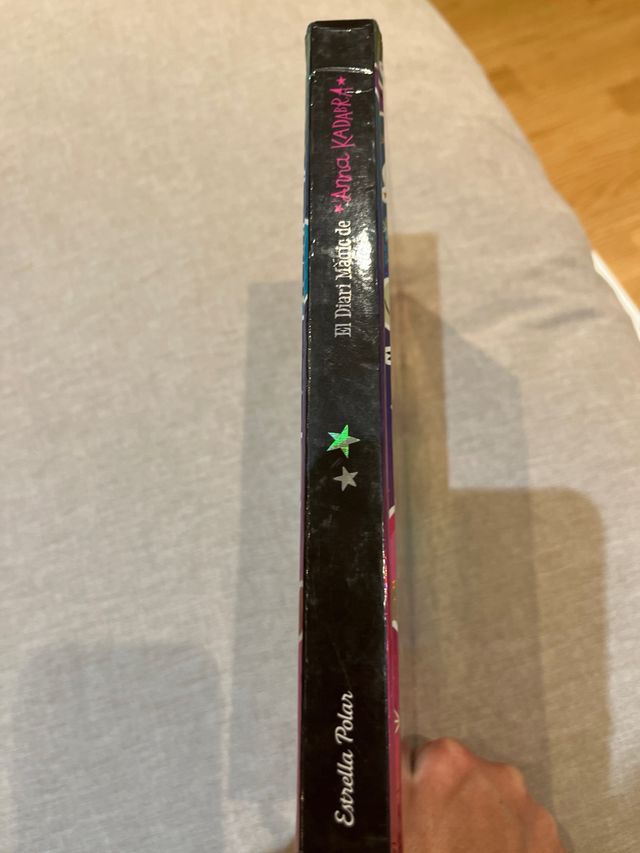 El Diari Màgic de
*Anna KADABRA*
Estrella Polar